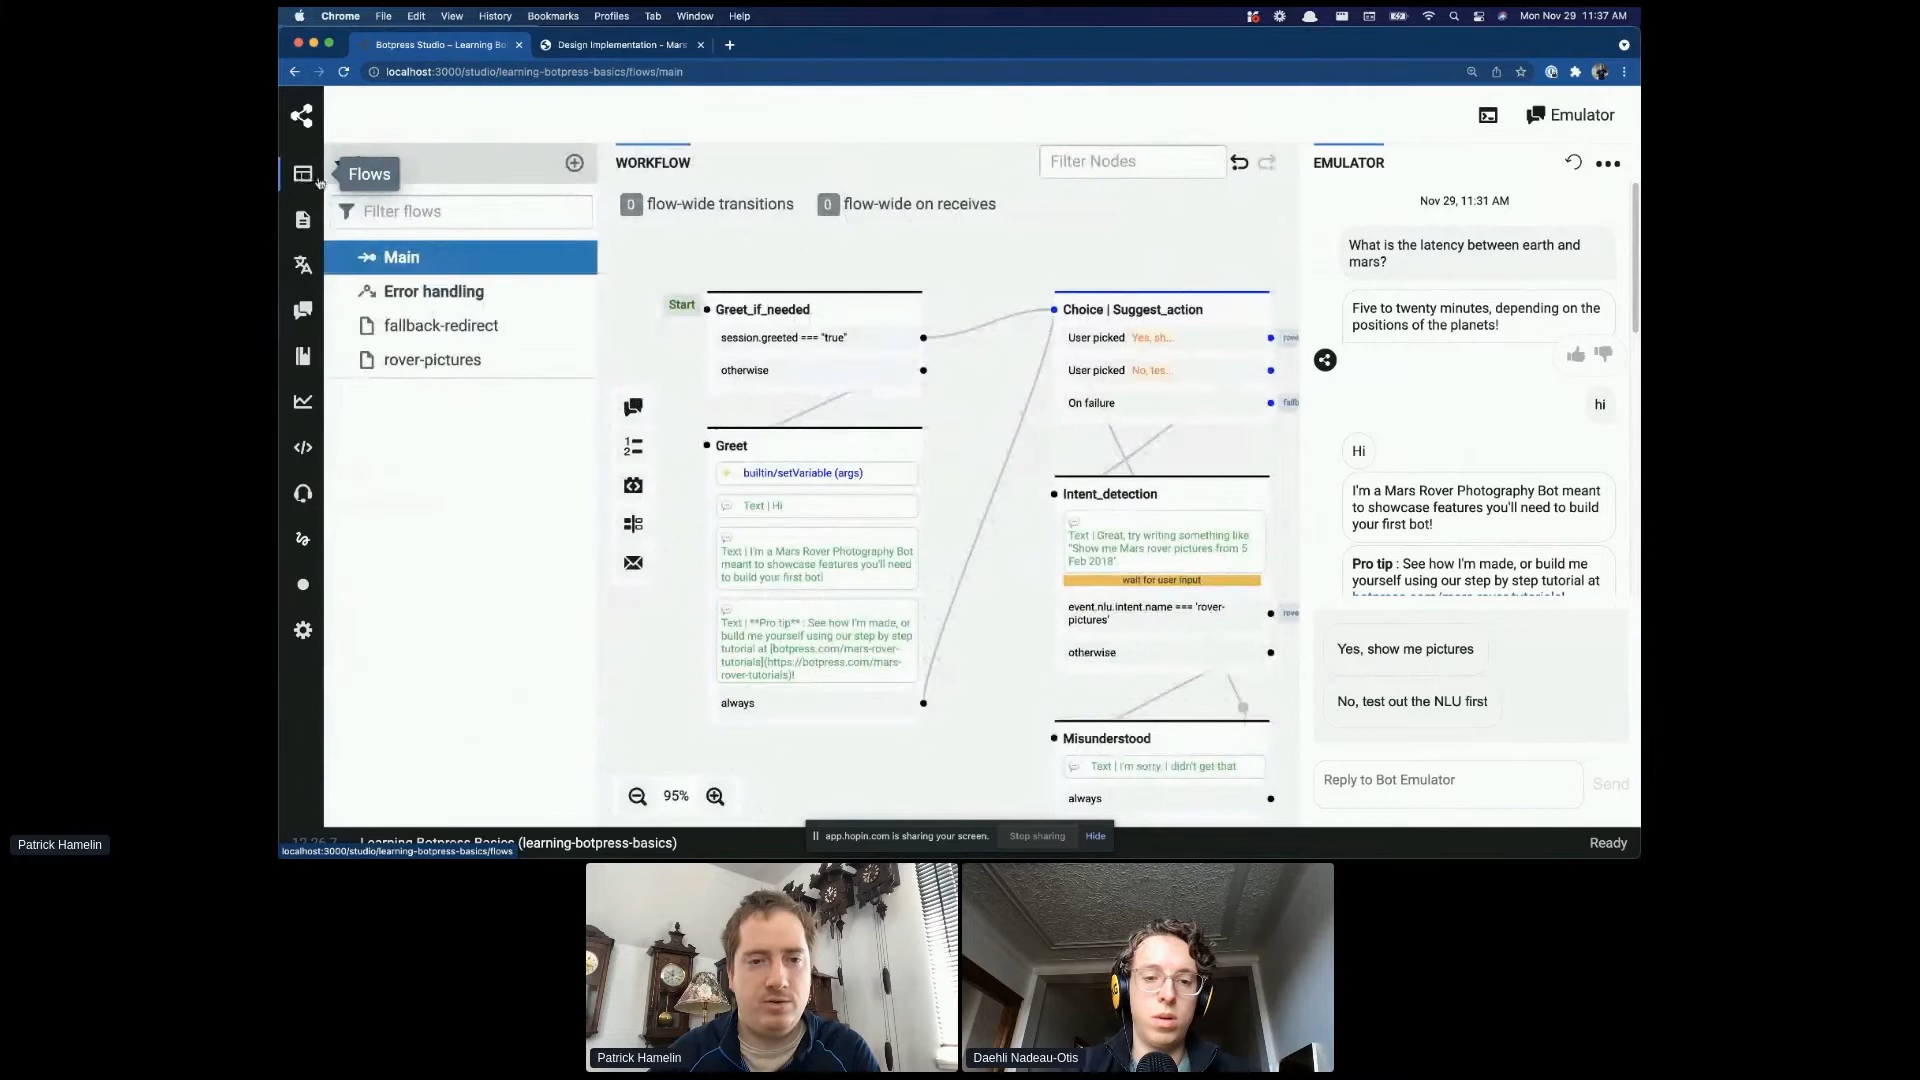 Chrome File Edit View History Bookmarks Profiles Tab Window Help
Mon Nov 29 11:37 AM
Botpress Studio – Learning Bo
Design Implementation - Mars
localhost:3000/studio/learning-botpress-basics/flows/main
Emulator
Flows
Filter flows
Main
Error handling
fallback-redirect
rover-pictures
WORKFLOW
Filter Nodes
0 flow-wide transitions
0 flow-wide on receives
Start
Greet_if_needed
session.greeted === "true"
otherwise
Greet
builtin/setVariable (args)
Text | Hi
Text | I'm a Mars Rover Photography Bot
meant to showcase features you'll need
to build your first bot!
Text | **Pro tip** : See how I'm made, or
build me yourself using our step by step
tutorial at [botpress.com/mars-rover-
tutorials](https://botpress.com/mars-
rover-tutorials)!
always
Choice | Suggest_action
User picked Yes, sh...
User picked No, tes...
On failure
Intent_detection
Text | Great, try writing something like
"Show me Mars rover pictures from 5
Feb 2018"
wait for user input
event.nlu.intent.name === 'rover-
pictures'
otherwise
Misunderstood
Text | I'm sorry, I didn't get that
always
95%
EMULATOR
Nov 29, 11:31 AM
What is the latency between earth and
mars?
Five to twenty minutes, depending on the
positions of the planets!
hi
Hi
I'm a Mars Rover Photography Bot meant
to showcase features you'll need to build
your first bot!
Pro tip : See how I'm made, or build me
yourself using our step by step tutorial at
botpress.com/mars-rover-tutorials!
Yes, show me pictures
No, test out the NLU first
Reply to Bot Emulator
Send
app.hopin.com is sharing your screen. Stop sharing Hide
Learning Botpress Basics (learning-botpress-basics)
Ready
localhost:3000/studio/learning-botpress-basics/flows
Patrick Hamelin
Patrick Hamelin
Daehli Nadeau-Otis